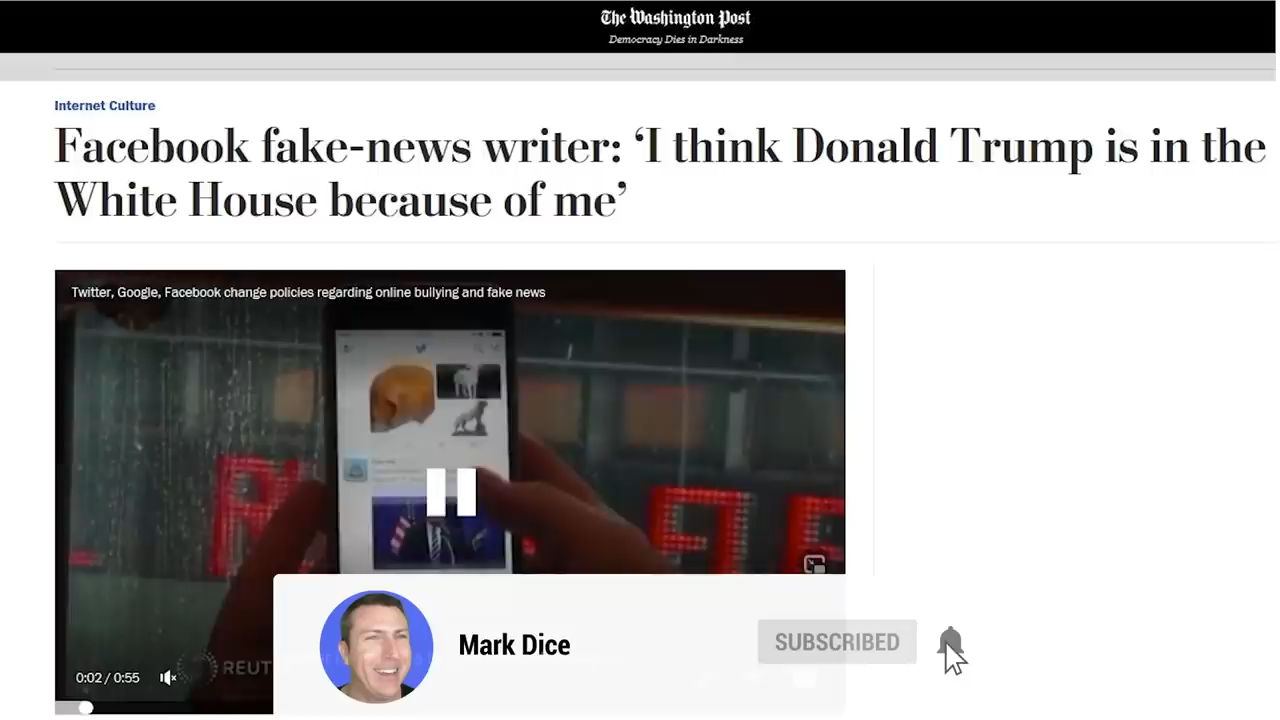 The Washington Post
Democracy Dies in Darkness
Internet Culture
Facebook fake-news writer: ‘I think Donald Trump is in the
White House because of me’
Twitter, Google, Facebook change policies regarding online bullying and fake news
Mark Dice
SUBSCRIBED
0:02 / 0:55
REUT